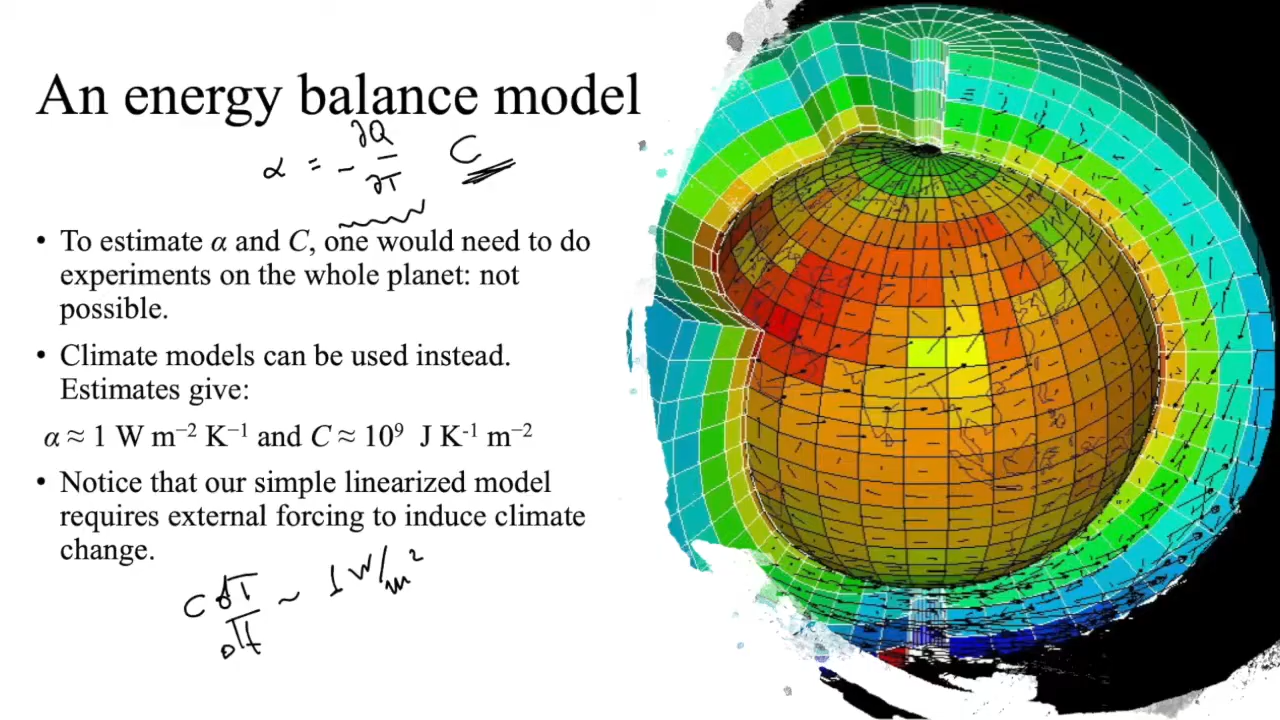 An energy balance model
α = − ∂Q/∂T C
• To estimate α and C, one would need to do
experiments on the whole planet: not
possible.
• Climate models can be used instead.
Estimates give:
α ≈ 1 W m⁻² K⁻¹ and C ≈ 10⁹ J K⁻¹ m⁻²
• Notice that our simple linearized model
requires external forcing to induce climate
change.
C dT/dt ~ 1 W/m²